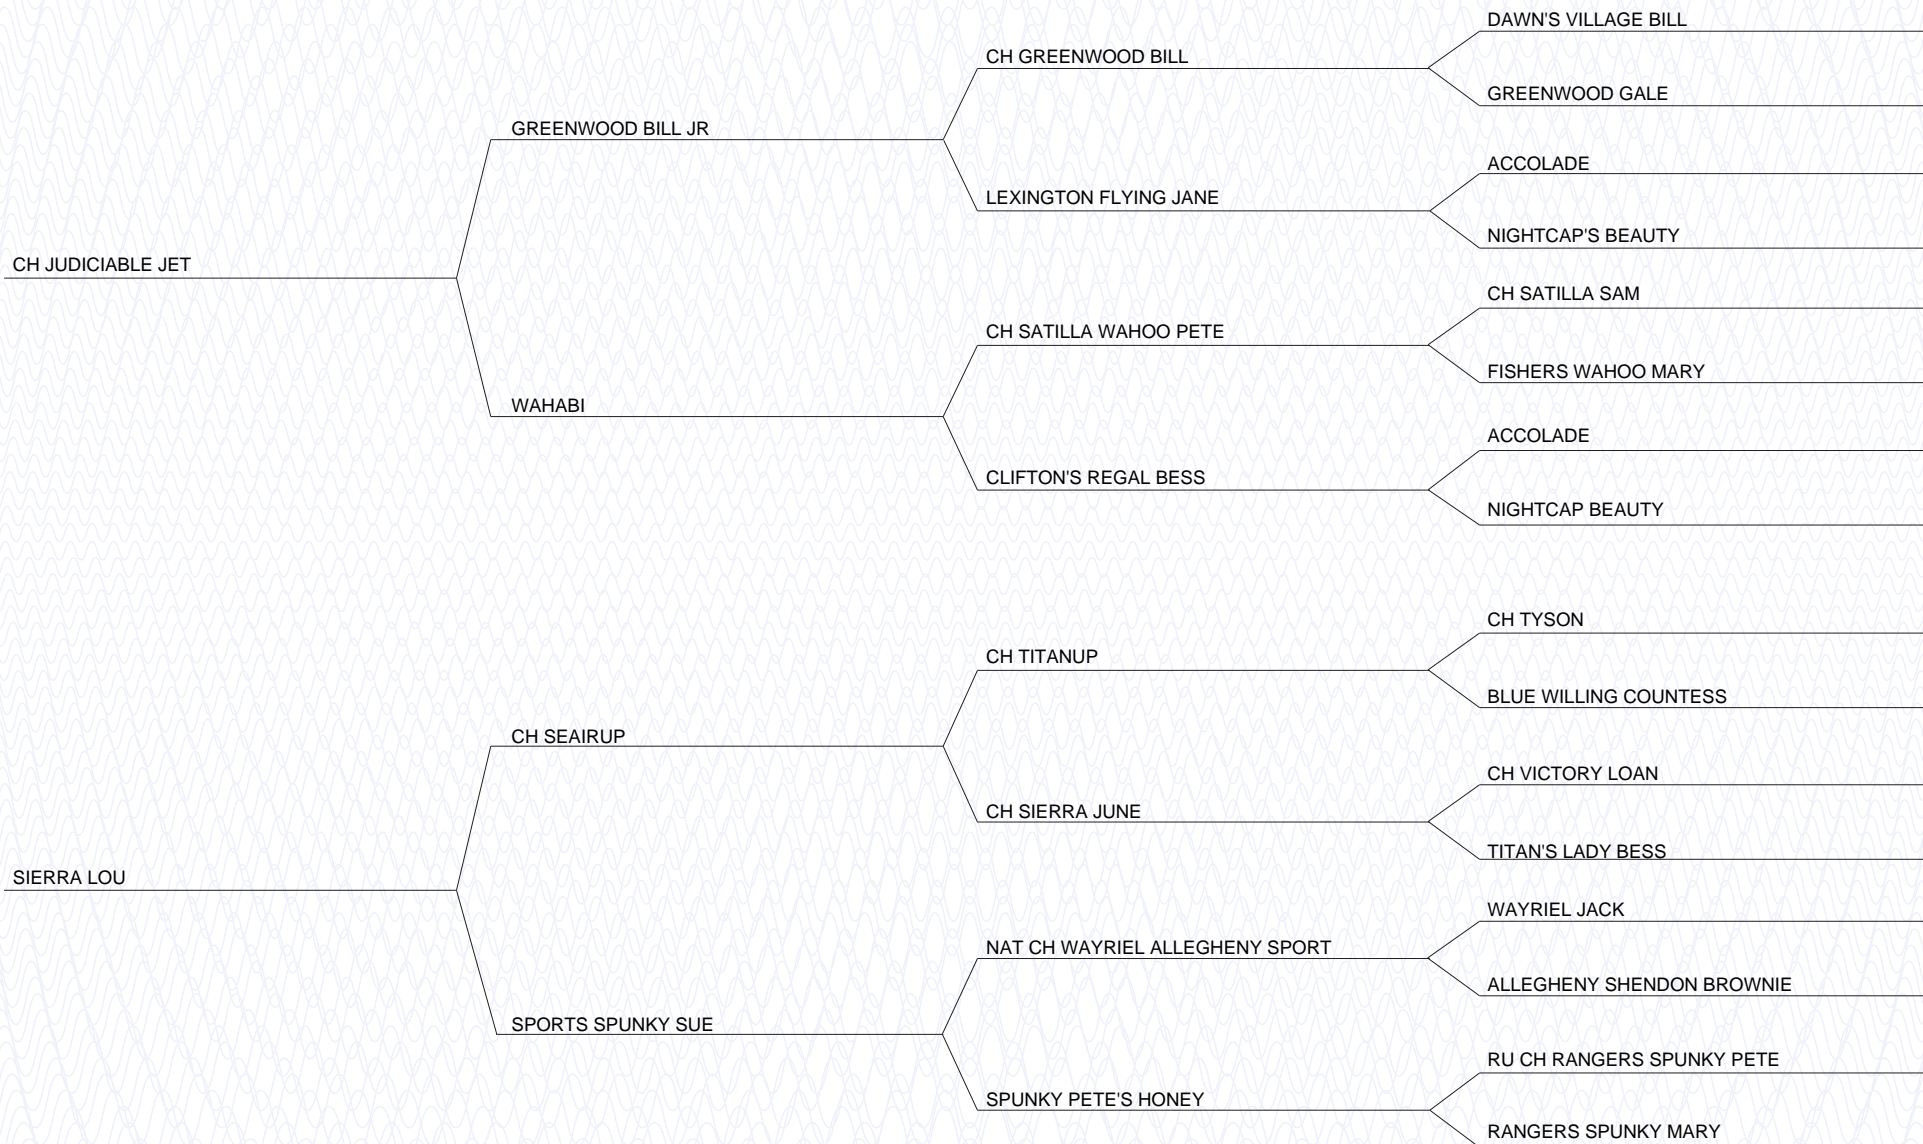 DAWN'S VILLAGE BILL
CH GREENWOOD BILL
GREENWOOD GALE
GREENWOOD BILL JR
ACCOLADE
LEXINGTON FLYING JANE
NIGHTCAP'S BEAUTY
CH JUDICIABLE JET
CH SATILLA SAM
CH SATILLA WAHOO PETE
FISHERS WAHOO MARY
WAHABI
ACCOLADE
CLIFTON'S REGAL BESS
NIGHTCAP BEAUTY
CH TYSON
CH TITANUP
BLUE WILLING COUNTESS
CH SEAIRUP
CH VICTORY LOAN
CH SIERRA JUNE
TITAN'S LADY BESS
SIERRA LOU
WAYRIEL JACK
NAT CH WAYRIEL ALLEGHENY SPORT
ALLEGHENY SHENDON BROWNIE
SPORTS SPUNKY SUE
RU CH RANGERS SPUNKY PETE
SPUNKY PETE'S HONEY
RANGERS SPUNKY MARY